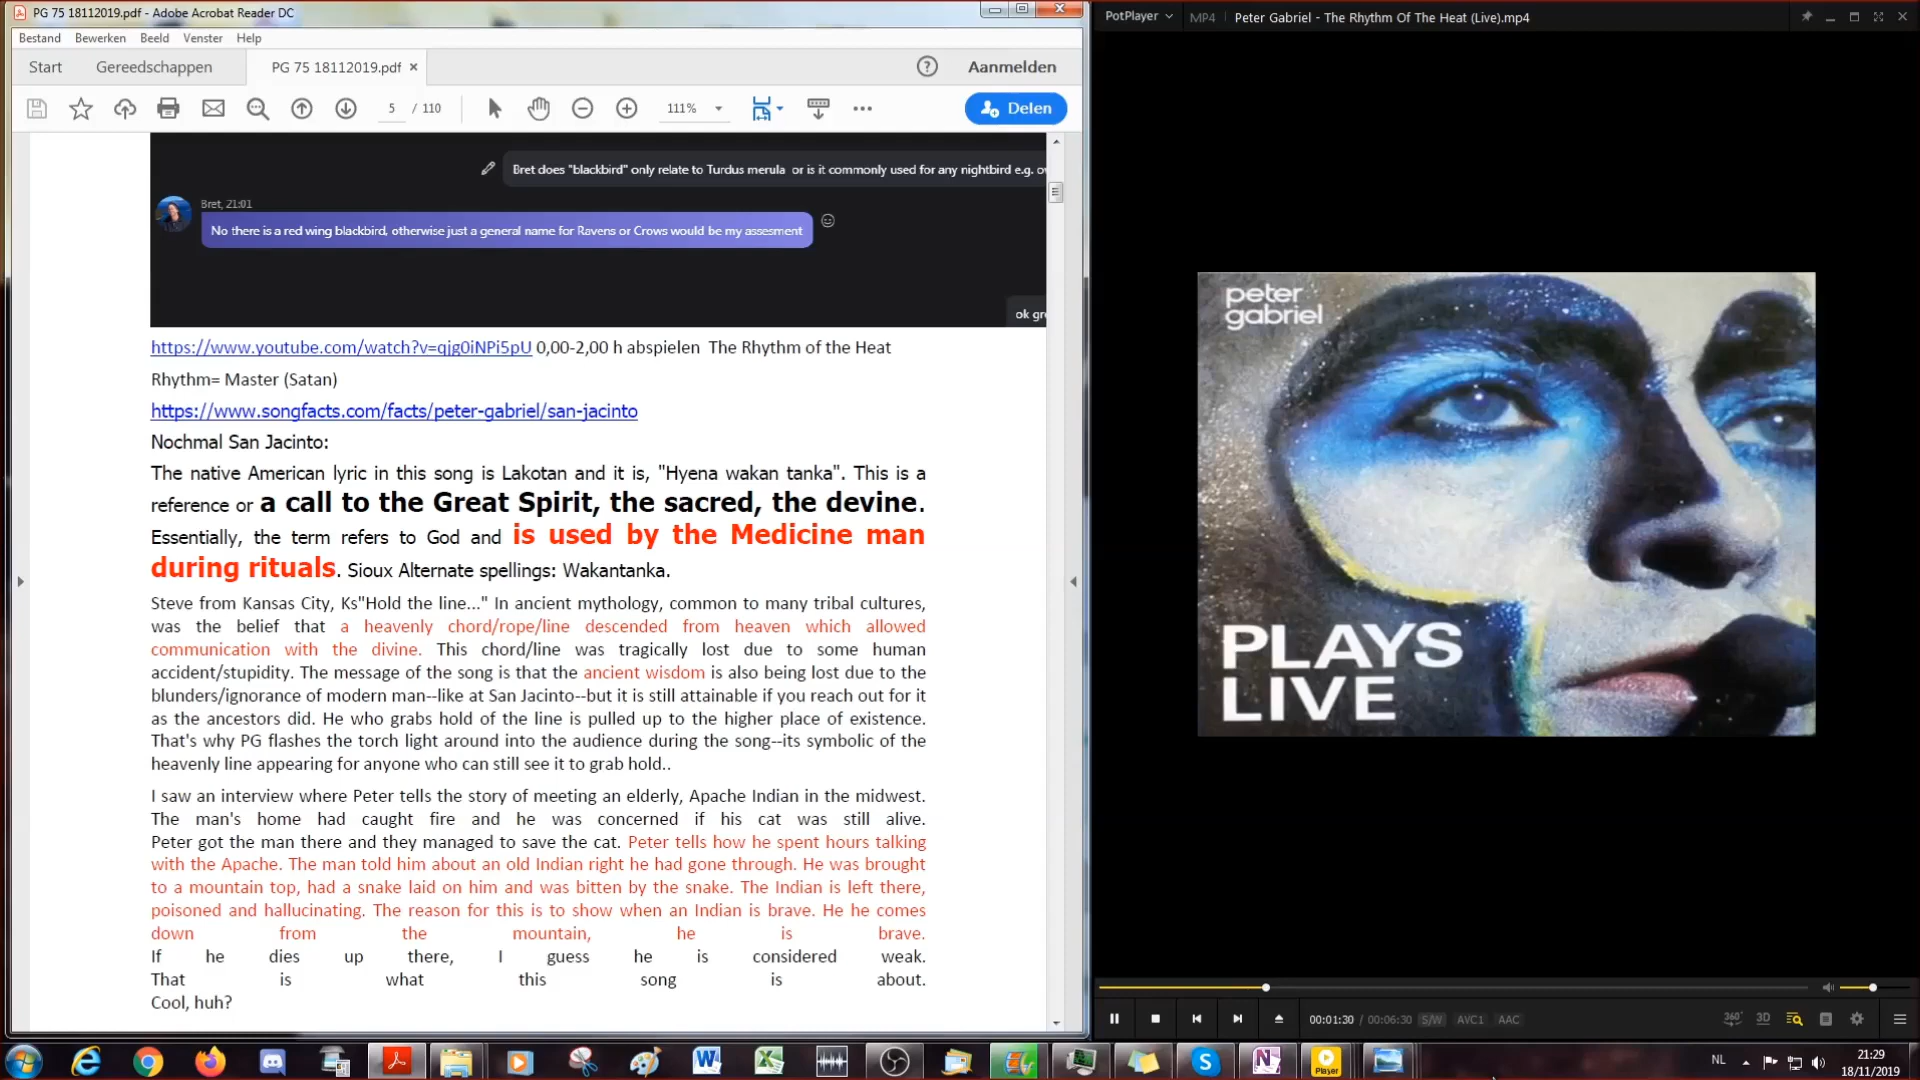 PG 75 18112019.pdf - Adobe Acrobat Reader DC
Bestand Bewerken Beeld Venster Help
Start Gereedschappen PG 75 18112019.pdf × Aanmelden
5 / 110 111% Delen
Bret does "blackbird" only relate to Turdus merula or is it commonly used for any nightbird e.g.
Bret, 21:01
No there is a red wing blackbird, otherwise just a general name for Ravens or Crows would be my assesment
ok
https://www.youtube.com/watch?v=qjg0iNPi5pU 0,00-2,00 h abspielen The Rhythm of the Heat
Rhythm= Master (Satan)
https://www.songfacts.com/facts/peter-gabriel/san-jacinto
Nochmal San Jacinto:
The native American lyric in this song is Lakotan and it is, "Hyena wakan tanka". This is a
reference or a call to the Great Spirit, the sacred, the devine.
Essentially, the term refers to God and is used by the Medicine man
during rituals. Sioux Alternate spellings: Wakantanka.
Steve from Kansas City, Ks"Hold the line..." In ancient mythology, common to many tribal cultures,
was the belief that a heavenly chord/rope/line descended from heaven which allowed
communication with the divine. This chord/line was tragically lost due to some human
accident/stupidity. The message of the song is that the ancient wisdom is also being lost due to the
blunders/ignorance of modern man--like at San Jacinto--but it is still attainable if you reach out for it
as the ancestors did. He who grabs hold of the line is pulled up to the higher place of existence.
That's why PG flashes the torch light around into the audience during the song--its symbolic of the
heavenly line appearing for anyone who can still see it to grab hold..
I saw an interview where Peter tells the story of meeting an elderly, Apache Indian in the midwest.
The man's home had caught fire and he was concerned if his cat was still alive.
Peter got the man there and they managed to save the cat. Peter tells how he spent hours talking
with the Apache. The man told him about an old Indian right he had gone through. He was brought
to a mountain top, had a snake laid on him and was bitten by the snake. The Indian is left there,
poisoned and hallucinating. The reason for this is to show when an Indian is brave. He he comes
down from the mountain, he is brave.
If he dies up there, I guess he is considered weak.
That is what this song is about.
Cool, huh?
PotPlayer MP4 Peter Gabriel - The Rhythm Of The Heat (Live).mp4
peter
gabriel
PLAYS
LIVE
00:01:30 / 00:06:30 S/W AVC1 AAC
360° 3D
Player
NL
21:29
18/11/2019